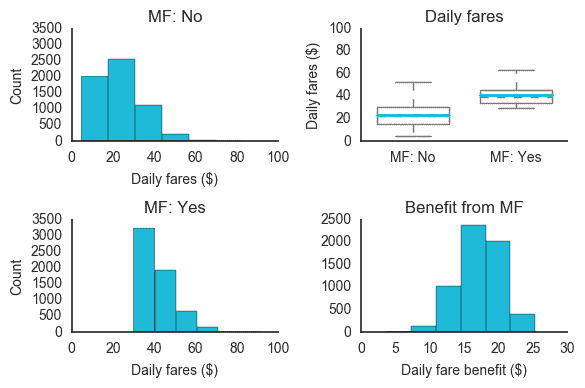 MF: No
3500
3000
2500
2000
1500
1000
500
0
Count
0 20 40 60 80 100
Daily fares ($)
Daily fares
100
80
60
40
20
0
Daily fares ($)
MF: No MF: Yes
MF: Yes
3500
3000
2500
2000
1500
1000
500
0
Count
0 20 40 60 80 100
Daily fares ($)
Benefit from MF
2500
2000
1500
1000
500
0
0 5 10 15 20 25 30
Daily fare benefit ($)